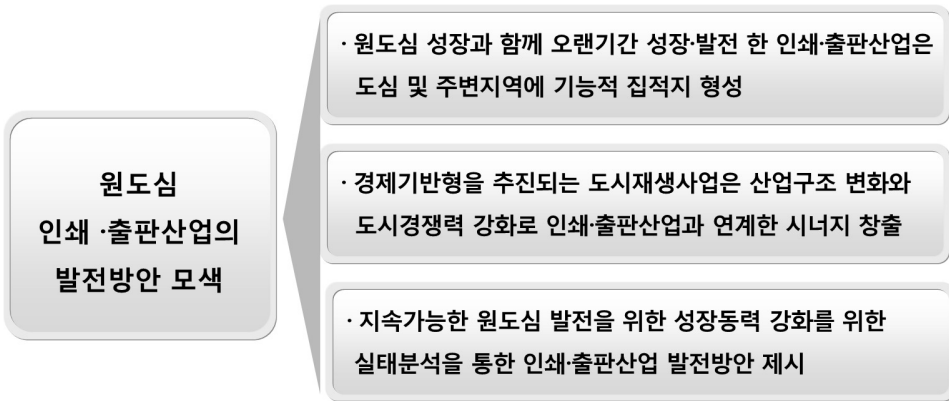 원도심
인쇄 ·출판산업의
발전방안 모색
· 원도심 성장과 함께 오랜기간 성장·발전 한 인쇄·출판산업은
도심 및 주변지역에 기능적 집적지 형성
· 경제기반형을 추진되는 도시재생사업은 산업구조 변화와
도시경쟁력 강화로 인쇄·출판산업과 연계한 시너지 창출
· 지속가능한 원도심 발전을 위한 성장동력 강화를 위한
실태분석을 통한 인쇄·출판산업 발전방안 제시